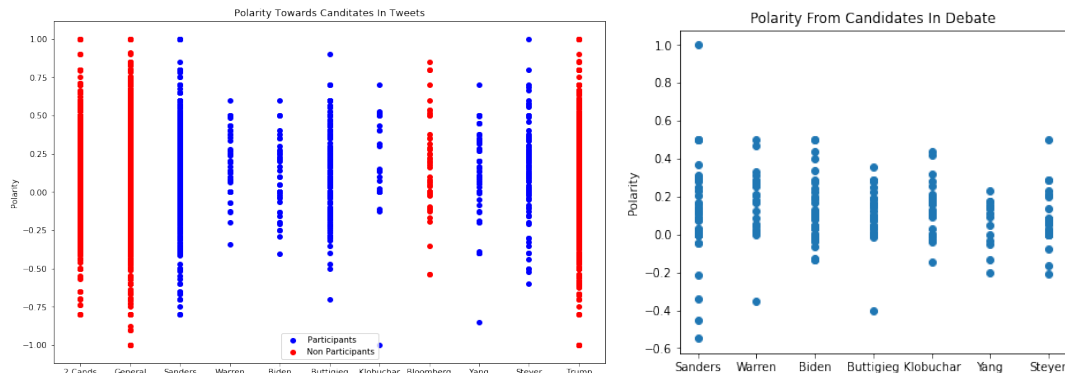 Polarity Towards Canditates In Tweets
Polarity
1.00
0.75
0.50
0.25
0.00
-0.25
-0.50
-0.75
-1.00
Participants
Non Participants
2 Cands General Sanders Warren Biden Buttigieg Klobuchar Bloomberg Yang Steyer Trump
Polarity From Candidates In Debate
Polarity
1.0
0.8
0.6
0.4
0.2
0.0
-0.2
-0.4
-0.6
Sanders Warren Biden Buttigieg Klobuchar Yang Steyer